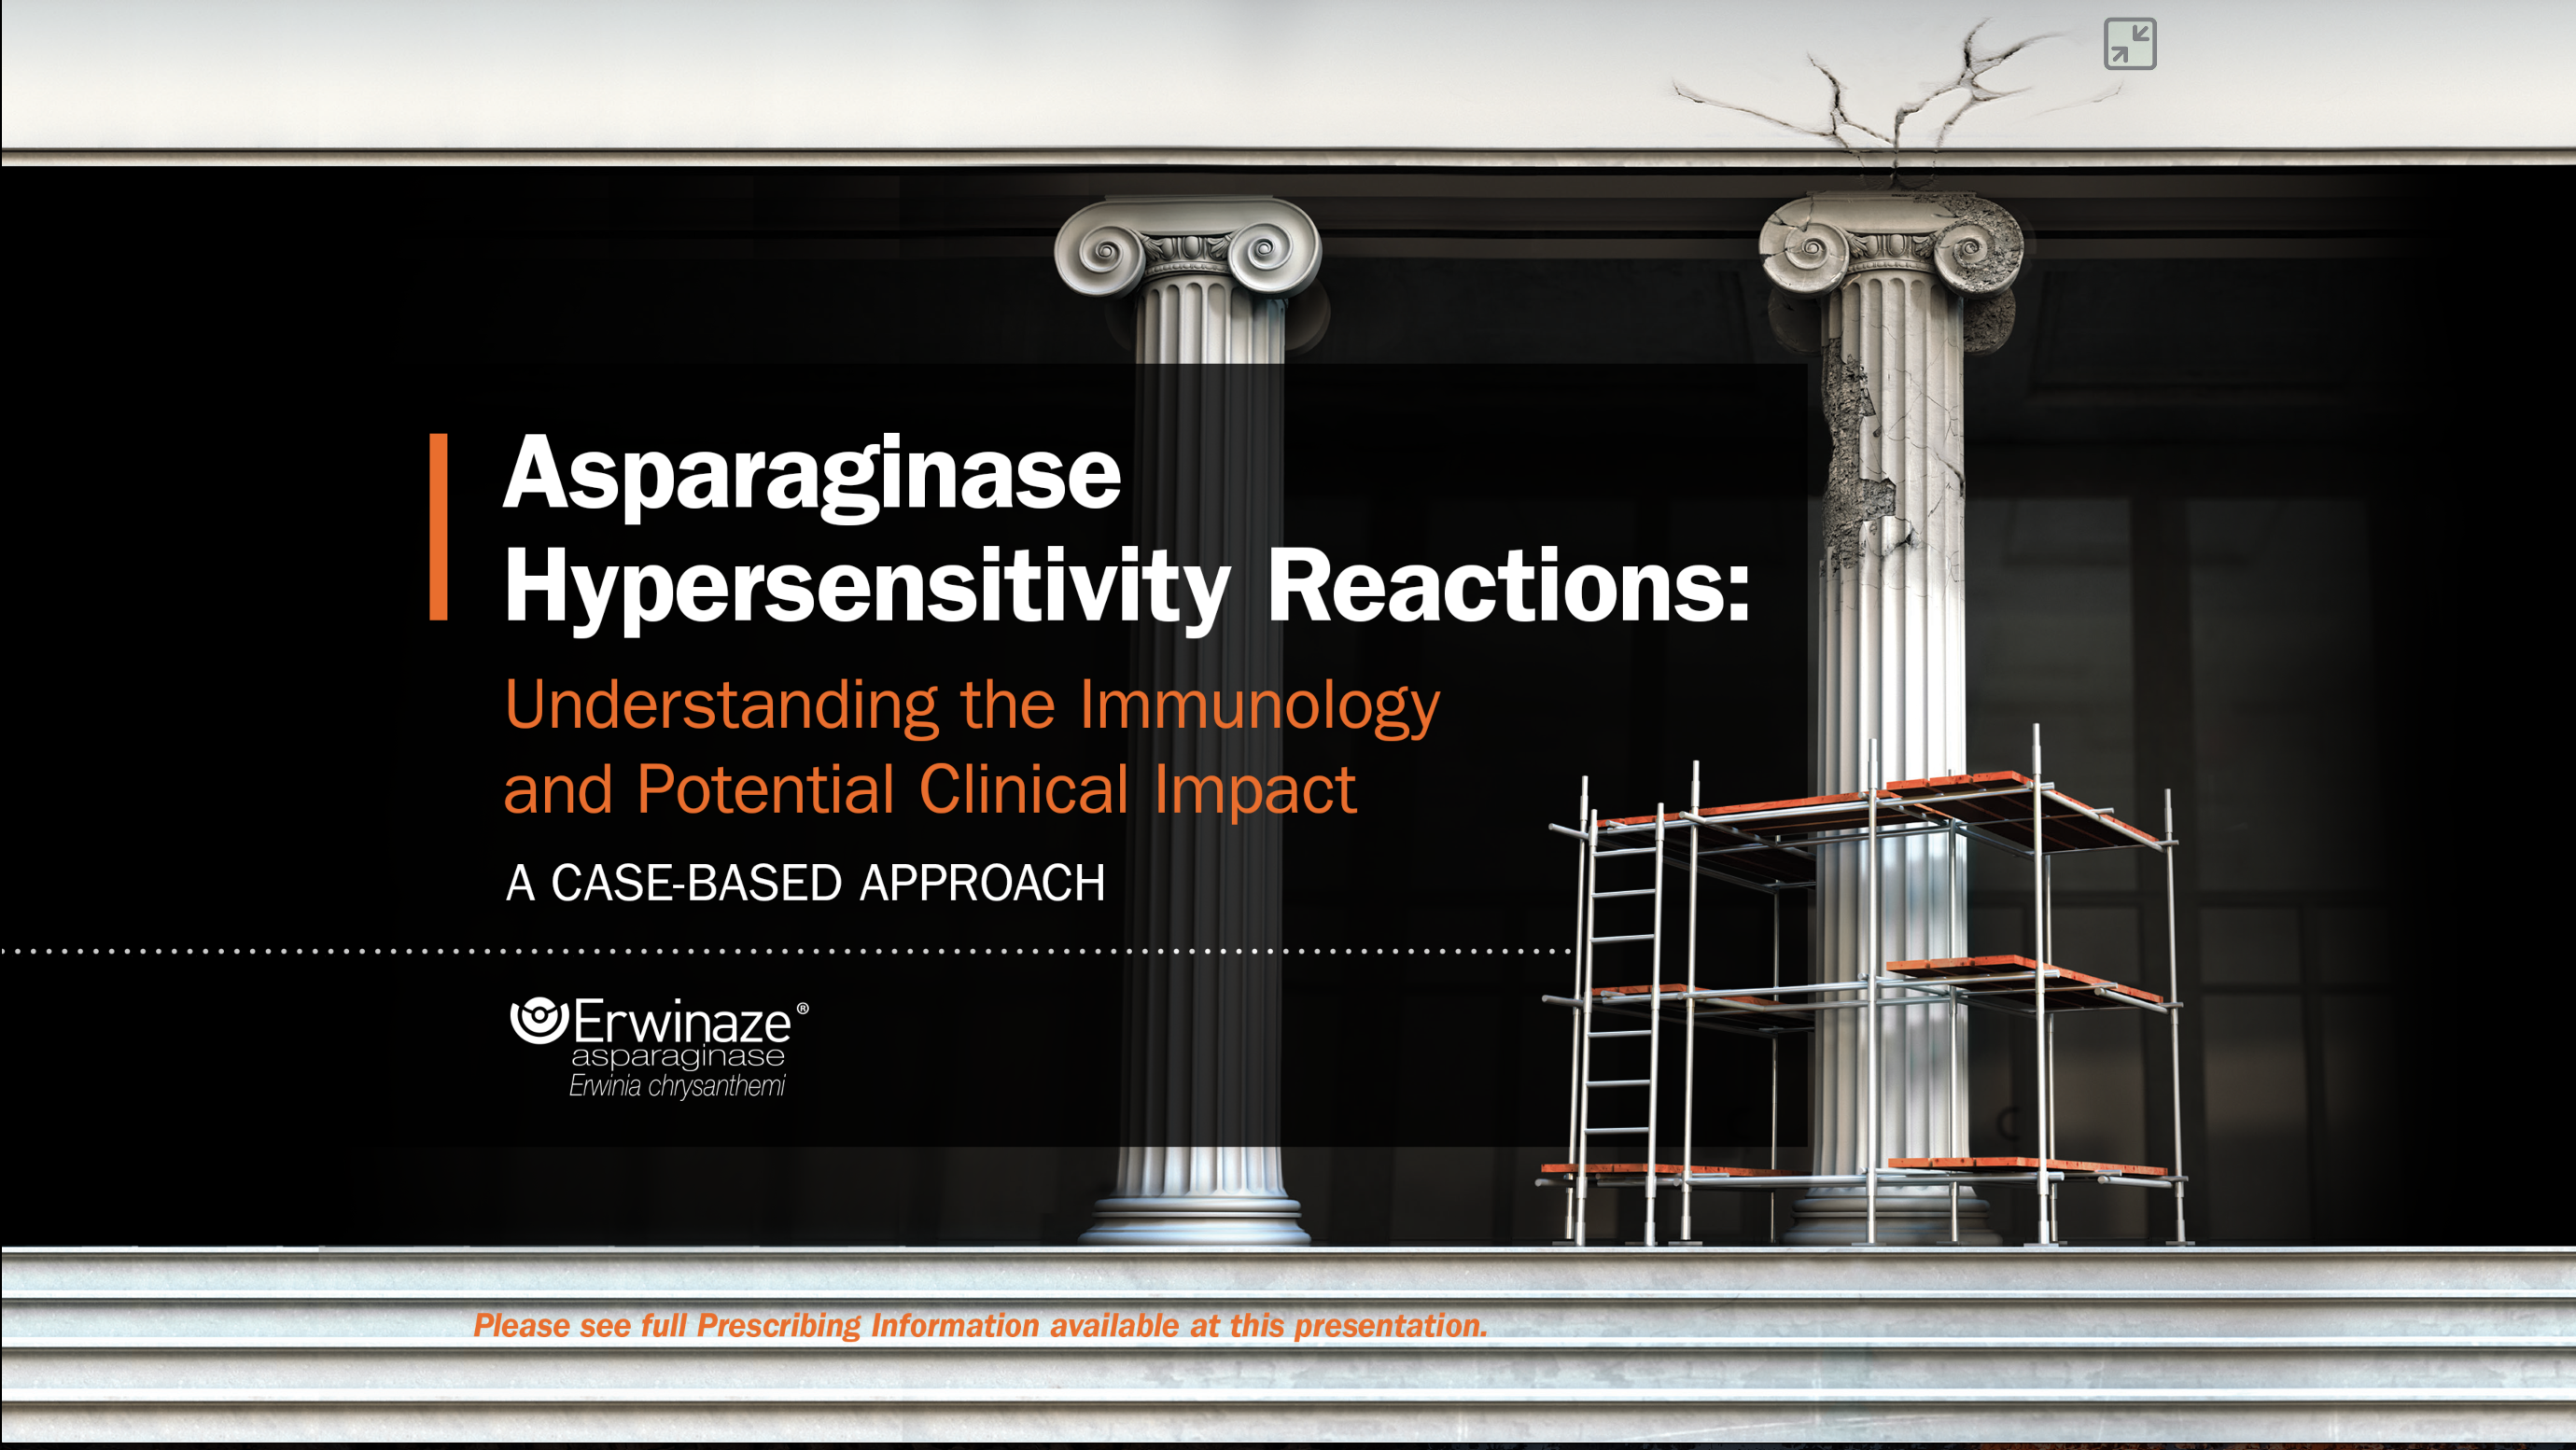 Asparaginase
Hypersensitivity Reactions:
Understanding the Immunology
and Potential Clinical Impact
A CASE-BASED APPROACH
Erwinaze®
asparaginase
Erwinia chrysanthemi
Please see full Prescribing Information available at this presentation.